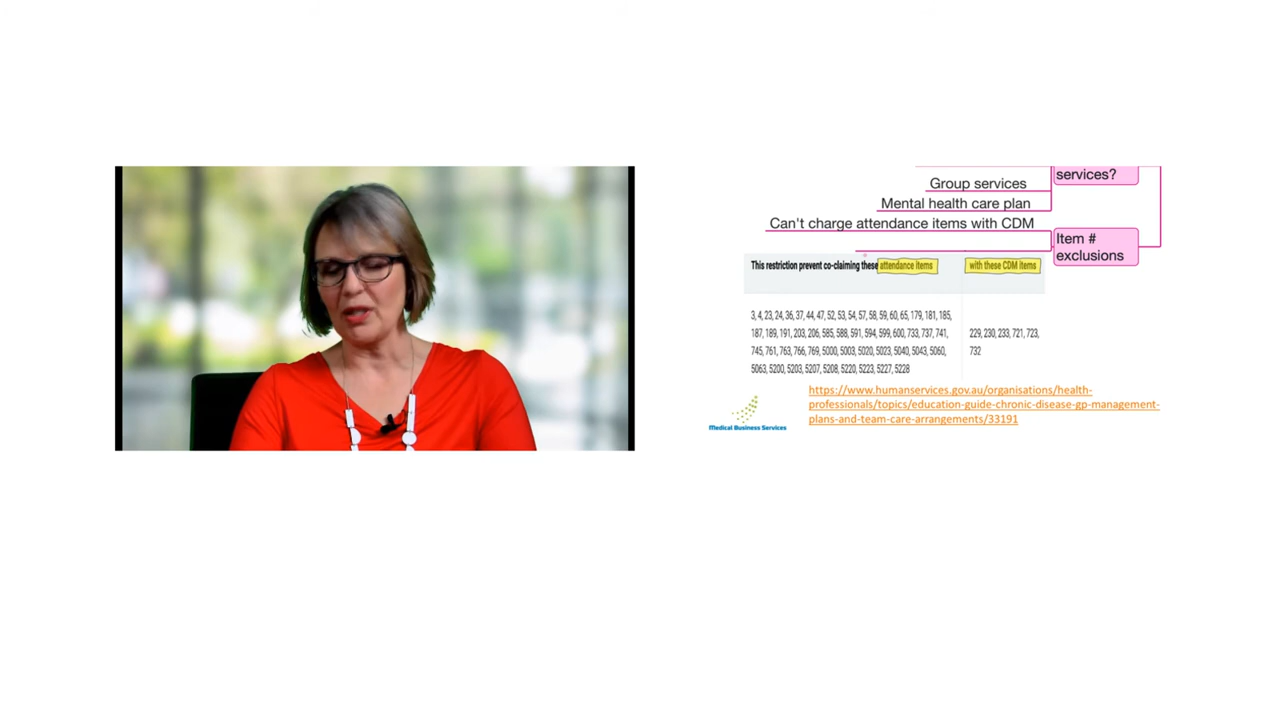 services?
Group services
Mental health care plan
Can't charge attendance items with CDM
Item #
exclusions
This restriction prevent co-claiming these attendance items
with these CDM items
3, 4, 23, 24, 36, 37, 44, 47, 52, 53, 54, 57, 58, 59, 60, 65, 179, 181, 185,
187, 189, 191, 203, 206, 585, 588, 591, 594, 599, 600, 733, 737, 741,
745, 761, 763, 766, 769, 5000, 5003, 5020, 5023, 5040, 5043, 5060,
5063, 5200, 5203, 5207, 5208, 5220, 5223, 5227, 5228
229, 230, 233, 721, 723,
732
https://www.humanservices.gov.au/organisations/health-
professionals/topics/education-guide-chronic-disease-gp-management-
plans-and-team-care-arrangements/33191
Medical Business Services